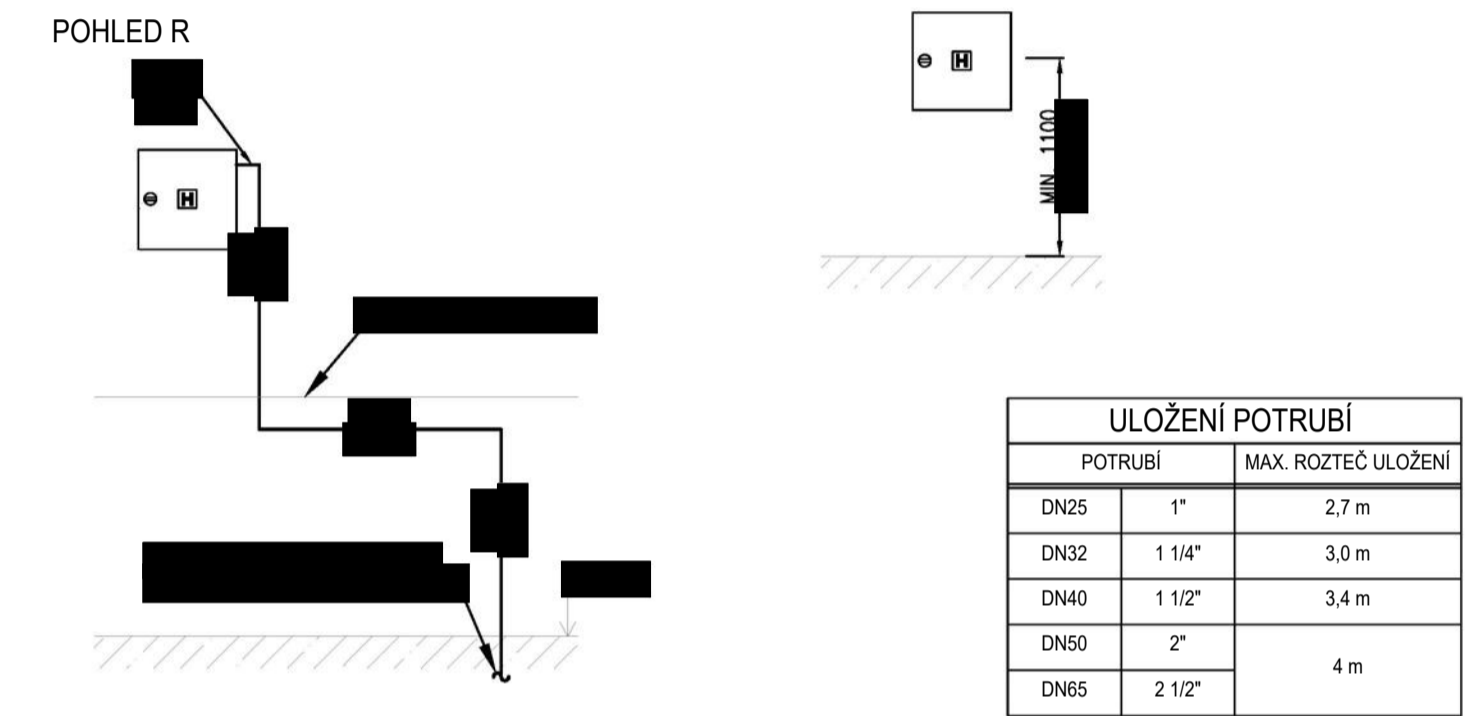 POHLED R
H
H
MIN. 1100
ULOŽENÍ POTRUBÍ
POTRUBÍ MAX. ROZTEČ ULOŽENÍ
DN25 1" 2,7 m
DN32 1 1/4" 3,0 m
DN40 1 1/2" 3,4 m
DN50 2" 4 m
DN65 2 1/2"